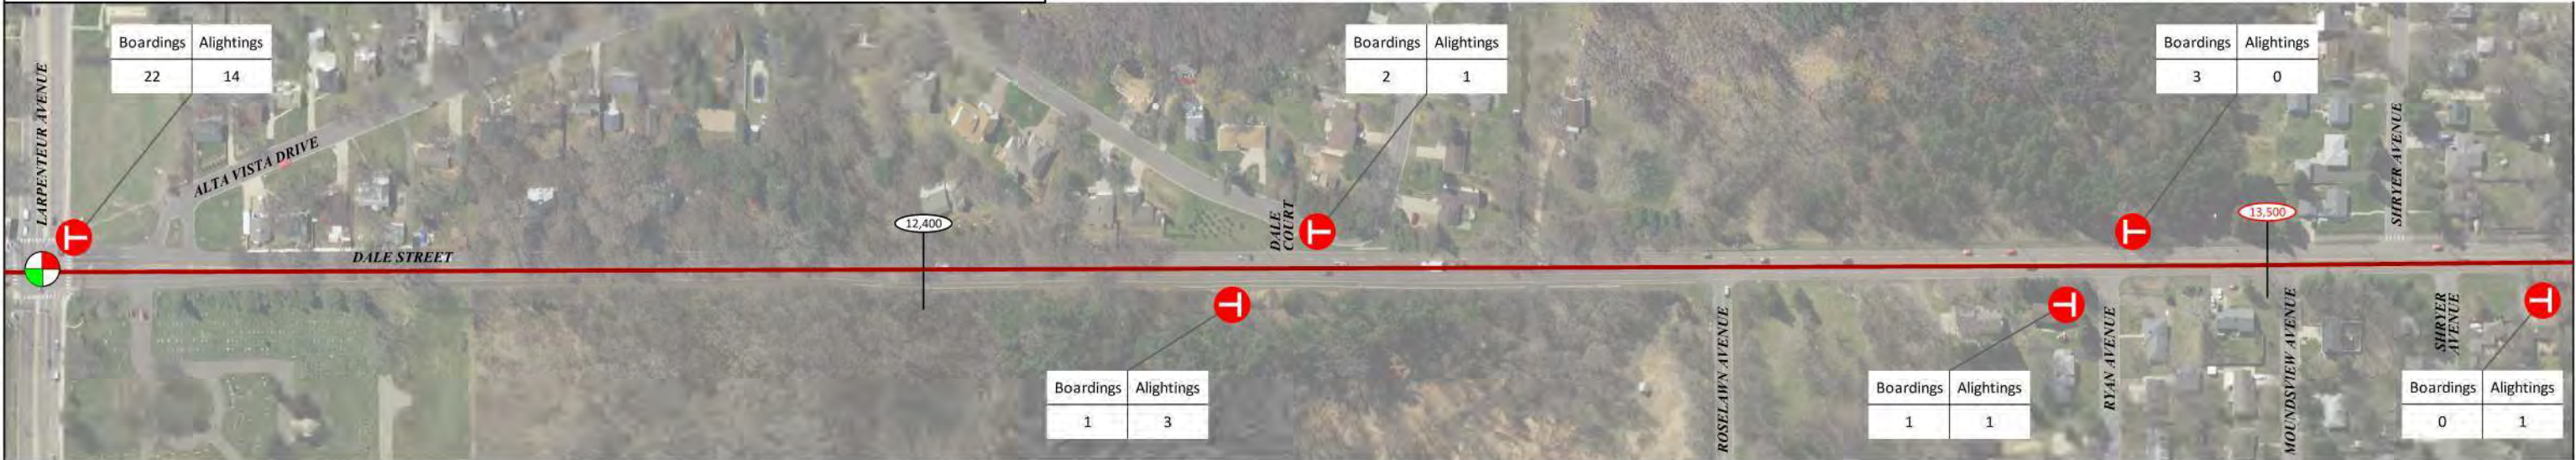 Boardings Alightings
22 14
Boardings Alightings
2 1
Boardings Alightings
3 0
LARPENTEUR AVENUE
ALTA VISTA DRIVE
DALE STREET
12,400
DALE
COURT
13,500
SHRYER AVENUE
T
T
T
T
T
T
Boardings Alightings
1 3
ROSELAWN AVENUE
Boardings Alightings
1 1
RYAN AVENUE
MOUNDSVIEW AVENUE
SHRYER
AVENUE
Boardings Alightings
0 1